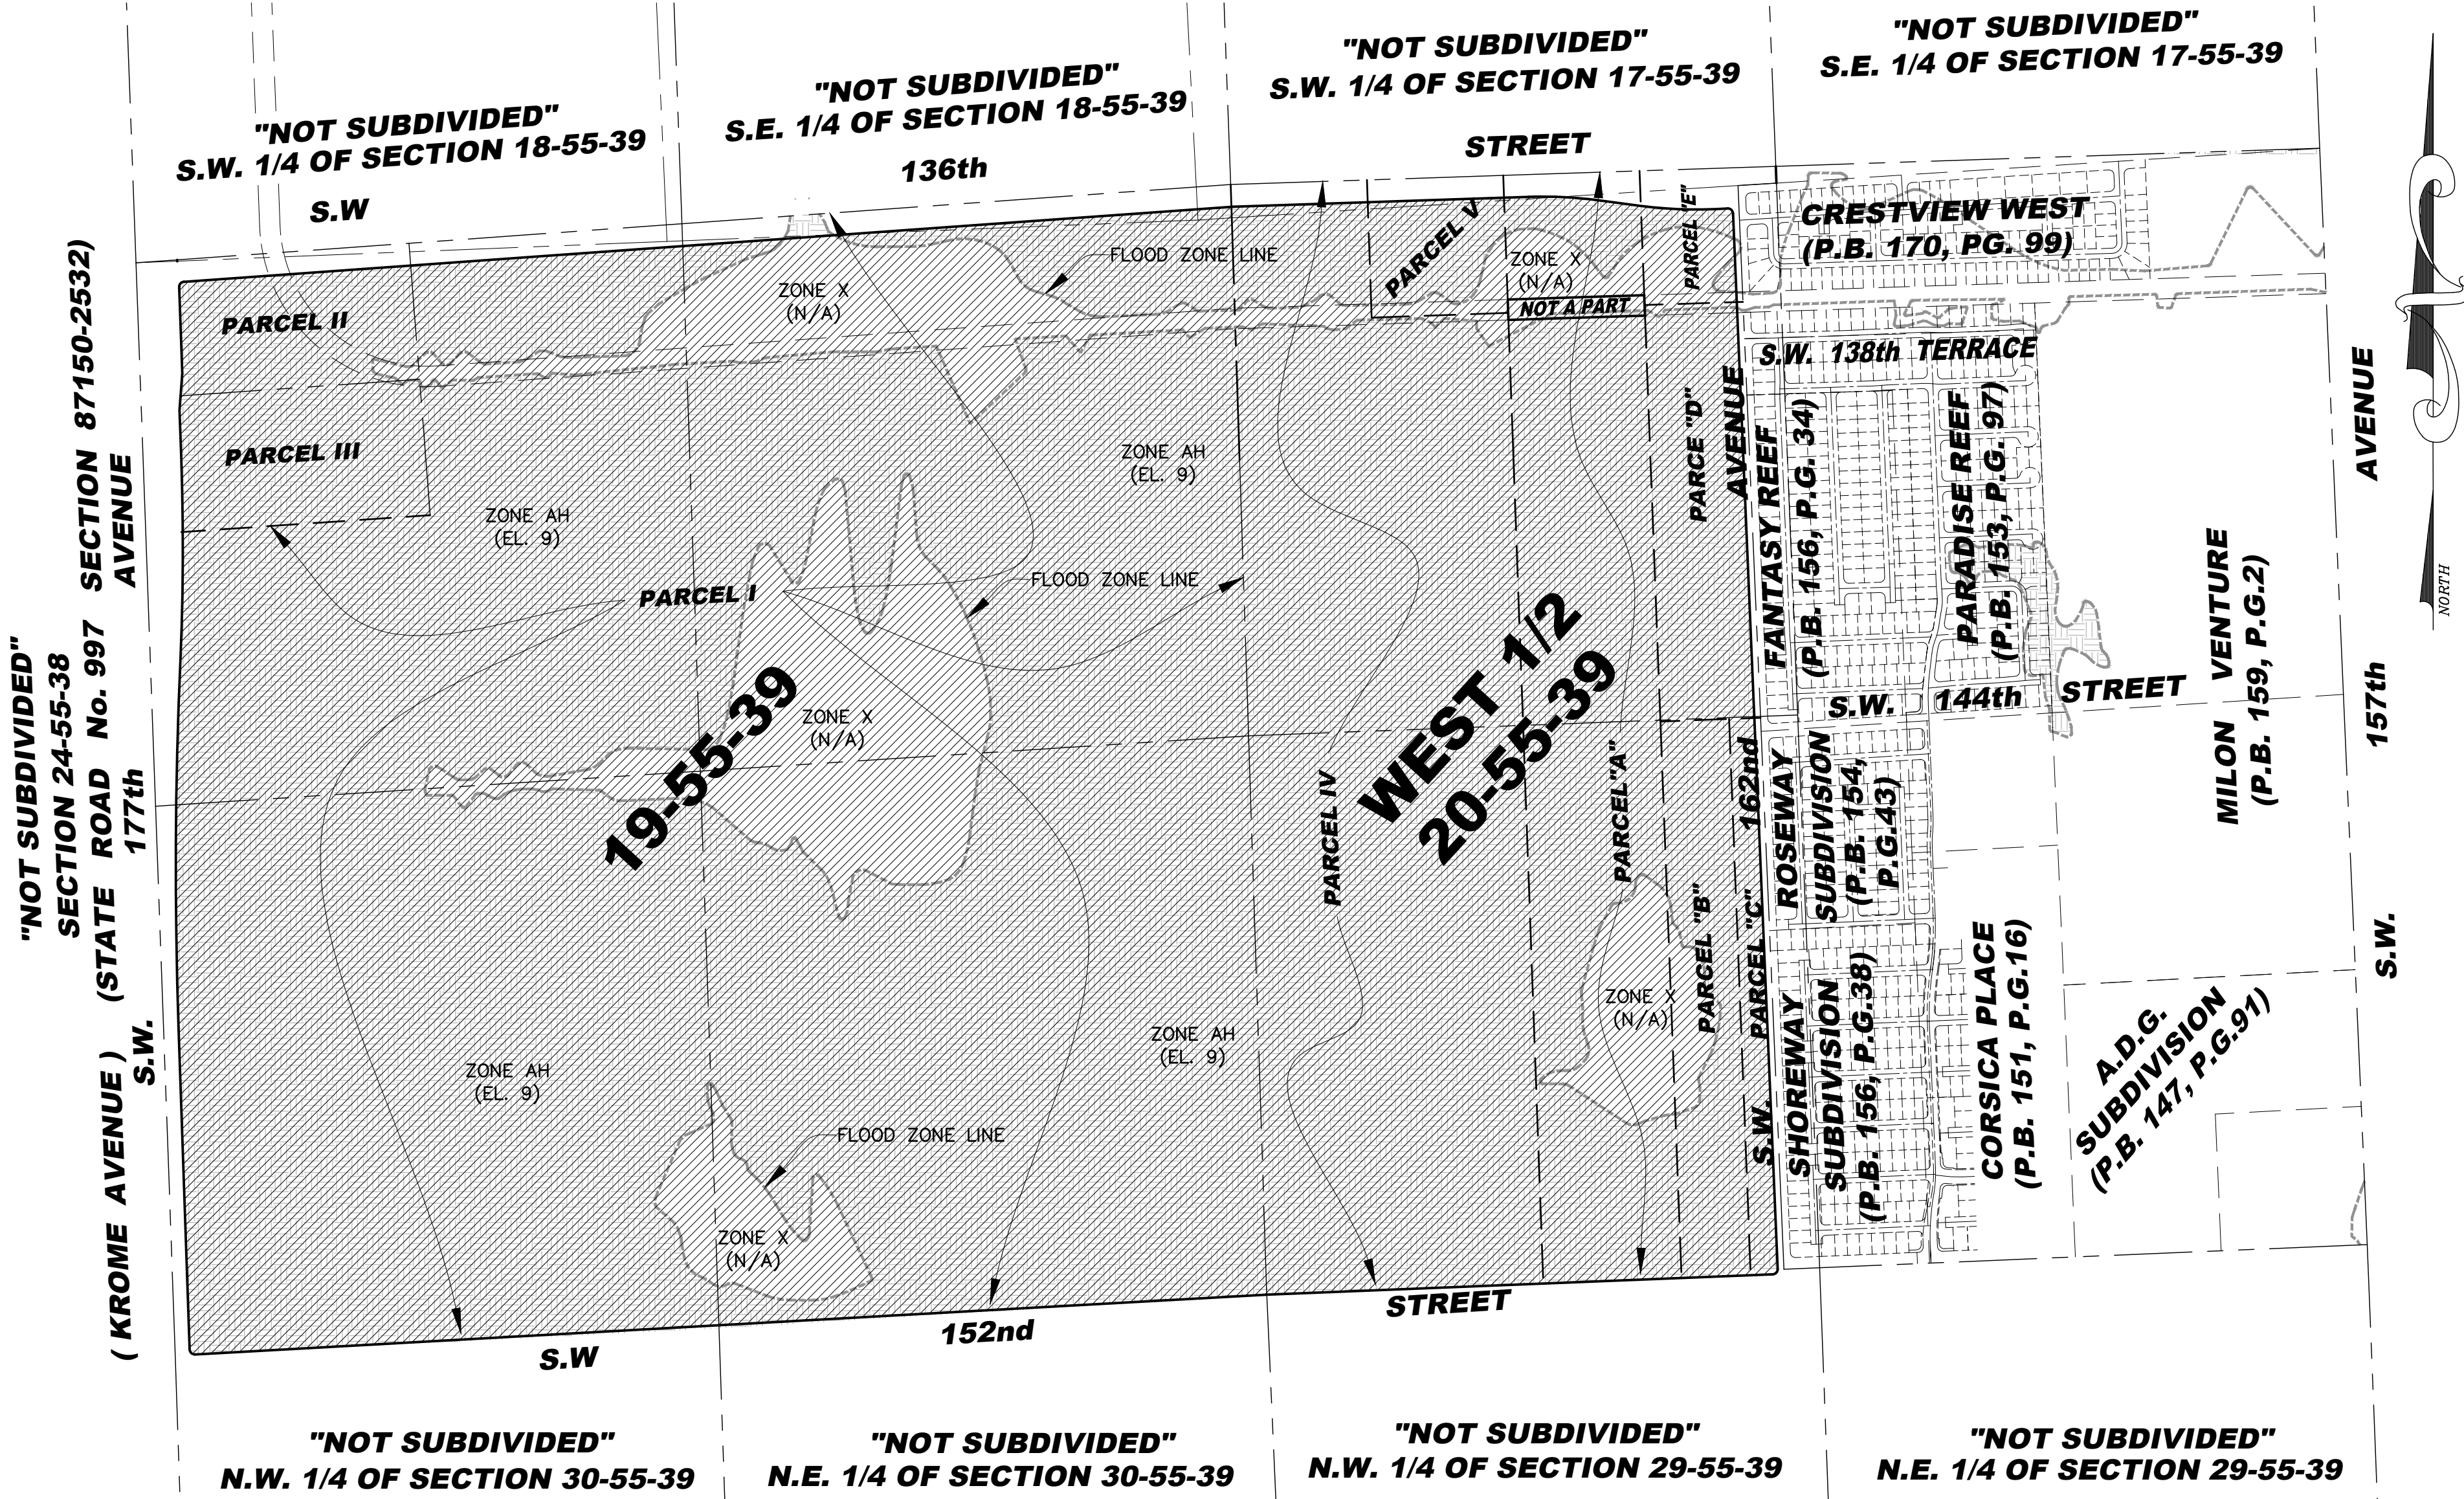 "NOT SUBDIVIDED"
S.W. 1/4 OF SECTION 18-55-39
"NOT SUBDIVIDED"
S.E. 1/4 OF SECTION 18-55-39
"NOT SUBDIVIDED"
S.W. 1/4 OF SECTION 17-55-39
"NOT SUBDIVIDED"
S.E. 1/4 OF SECTION 17-55-39
S.W
136th
STREET
"NOT SUBDIVIDED"
SECTION 24-55-38
( KROME AVENUE ) (STATE ROAD No. 997 SECTION 87150-2532)
S.W. 177th AVENUE
PARCEL II
PARCEL III
ZONE X
(N/A)
FLOOD ZONE LINE
PARCEL V
ZONE X
(N/A)
NOT A PART
PARCEL "E"
CRESTVIEW WEST
(P.B. 170, PG. 99)
S.W. 138th TERRACE
ZONE AH
(EL. 9)
ZONE AH
(EL. 9)
PARCE "D"
AVENUE
FANTASY REEF
(P.B. 156, P.G. 34)
PARADISE REEF
(P.B. 153, P.G. 97)
AVENUE
NORTH
PARCEL I
FLOOD ZONE LINE
19-55-39
ZONE X
(N/A)
WEST 1/2
20-55-39
S.W. 144th STREET
MILON VENTURE
(P.B. 159, P.G.2)
157th
S.W.
PARCEL IV
PARCEL"A"
162nd
ROSEWAY
SUBDIVISION
(P.B. 154,
P.G.43)
ZONE X
(N/A)
PARCEL "B"
PARCEL "C"
S.W.
SHOREWAY
SUBDIVISION
(P.B. 156, P.G.38)
CORSICA PLACE
(P.B. 151, P.G.16)
A.D.G.
SUBDIVISION
(P.B. 147, P.G.91)
ZONE AH
(EL. 9)
ZONE AH
(EL. 9)
FLOOD ZONE LINE
ZONE X
(N/A)
S.W
152nd
STREET
"NOT SUBDIVIDED"
N.W. 1/4 OF SECTION 30-55-39
"NOT SUBDIVIDED"
N.E. 1/4 OF SECTION 30-55-39
"NOT SUBDIVIDED"
N.W. 1/4 OF SECTION 29-55-39
"NOT SUBDIVIDED"
N.E. 1/4 OF SECTION 29-55-39